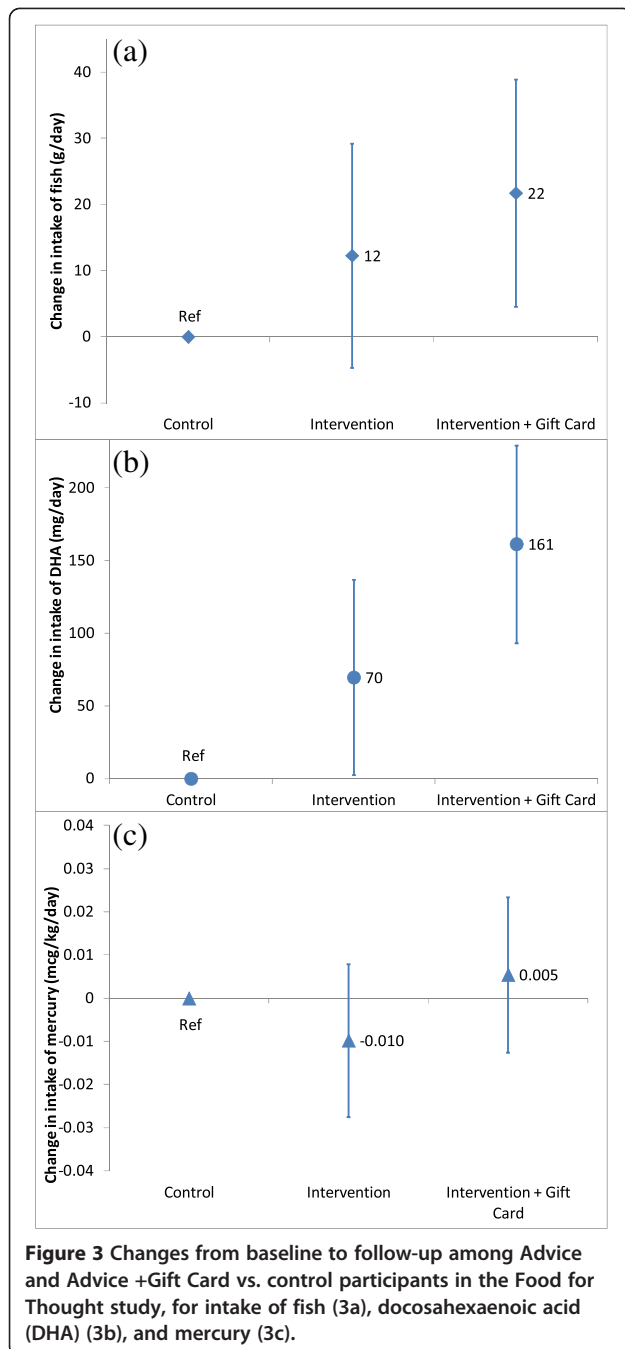 (a)
Change in intake of fish (g/day)
40
30
20
10
0
-10
Ref
12
22
Control Intervention Intervention + Gift Card
(b)
Change in intake of DHA (mg/day)
200
150
100
50
0
Ref
70
161
Control Intervention Intervention + Gift Card
(c)
Change in intake of mercury (mcg/kg/day)
0.04
0.03
0.02
0.01
0
-0.01
-0.02
-0.03
-0.04
Ref
-0.010
0.005
Control Intervention Intervention + Gift
Card
Figure 3 Changes from baseline to follow-up among Advice
and Advice +Gift Card vs. control participants in the Food for
Thought study, for intake of fish (3a), docosahexaenoic acid
(DHA) (3b), and mercury (3c).